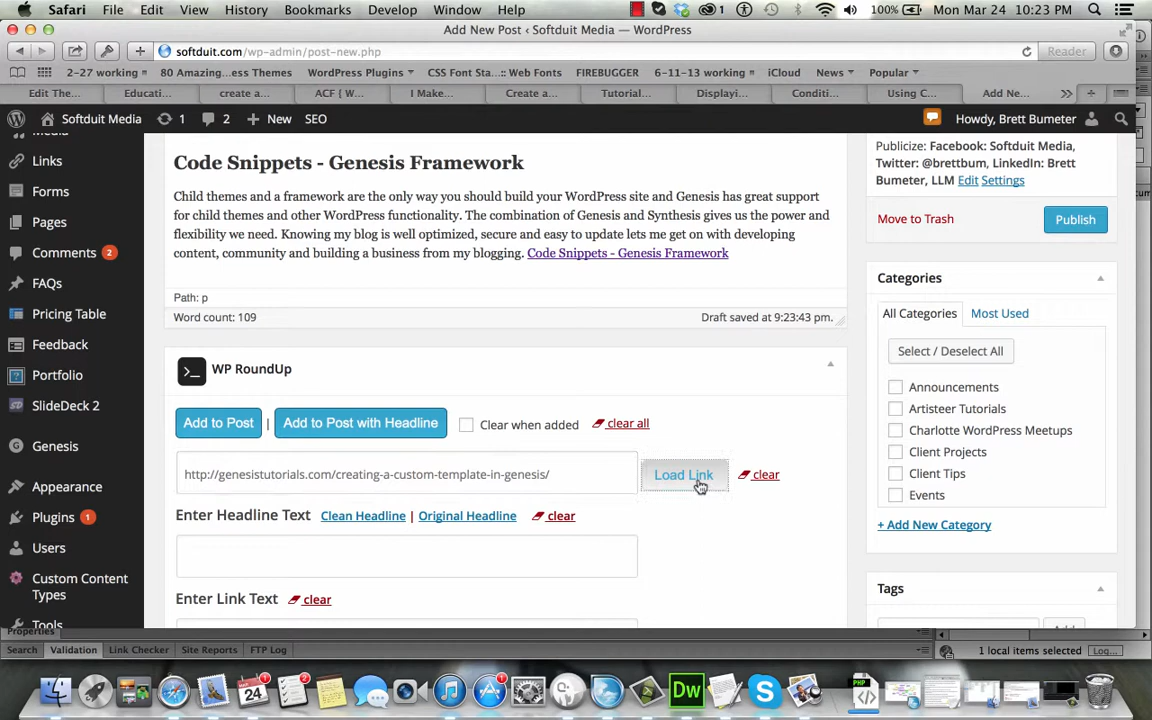 Safari File Edit View History Bookmarks Develop Window Help 1 100% Mon Mar 24 10:23 PM
Add New Post ‹ Softduit Media — WordPress
softduit.com/wp-admin/post-new.php Reader
2-27 working 80 Amazing...ess Themes WordPress Plugins CSS Font Sta...:: Web Fonts FIREBUGGER 6-11-13 working iCloud News Popular
Edit The... Educati... create a... ACF { W... I Make... Create a... Tutorial... Displayi... Conditi... Using C... Add Ne...
Softduit Media 1 2 New SEO Howdy, Brett Bumeter
Media
Links
Forms
Pages
Comments 2
FAQs
Pricing Table
Feedback
Portfolio
SlideDeck 2
Genesis
Appearance
Plugins 1
Users
Custom Content
Types
Tools
Code Snippets - Genesis Framework
Child themes and a framework are the only way you should build your WordPress site and Genesis has great support
for child themes and other WordPress functionality. The combination of Genesis and Synthesis gives us the power and
flexibility we need. Knowing my blog is well optimized, secure and easy to update lets me get on with developing
content, community and building a business from my blogging. Code Snippets - Genesis Framework
Path: p
Word count: 109 Draft saved at 9:23:43 pm.
>_ WP RoundUp
Add to Post | Add to Post with Headline Clear when added clear all
http://genesistutorials.com/creating-a-custom-template-in-genesis/ Load Link clear
Enter Headline Text Clean Headline | Original Headline clear
Enter Link Text clear
Publicize: Facebook: Softduit Media,
Twitter: @brettbum, LinkedIn: Brett
Bumeter, LLM Edit Settings
Move to Trash Publish
Categories
All Categories Most Used
Select / Deselect All
Announcements
Artisteer Tutorials
Charlotte WordPress Meetups
Client Projects
Client Tips
Events
+ Add New Category
Tags
Add
Properties
Search Validation Link Checker Site Reports FTP Log 1 local items selected Log...
MAR 24 2 1 Dw PHP